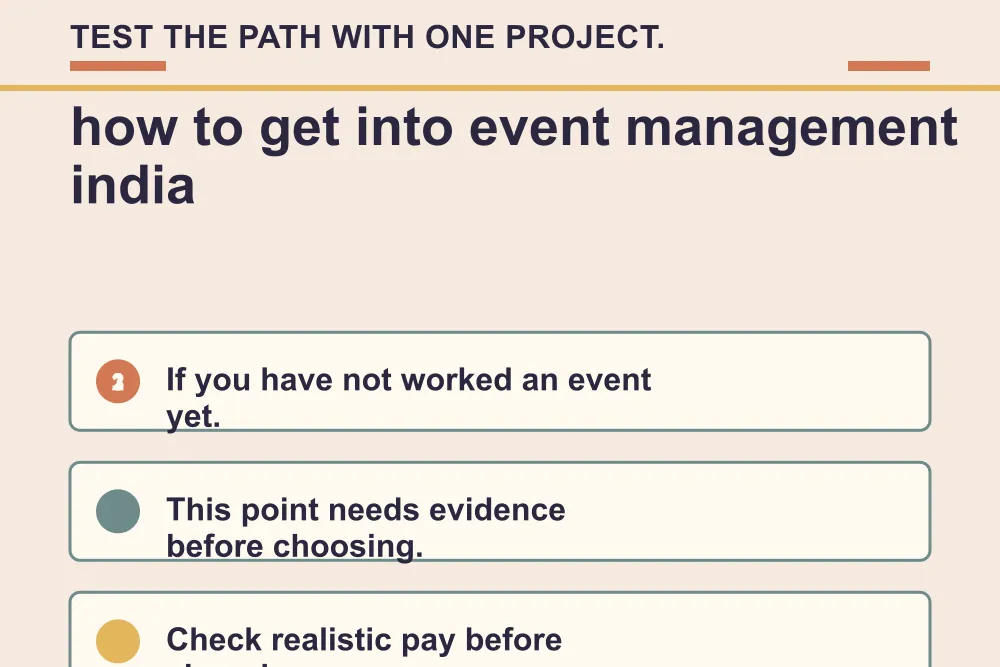 TEST THE PATH WITH ONE PROJECT.
how to get into event management
india
If you have not worked an event
yet.
This point needs evidence
before choosing.
Check realistic pay before